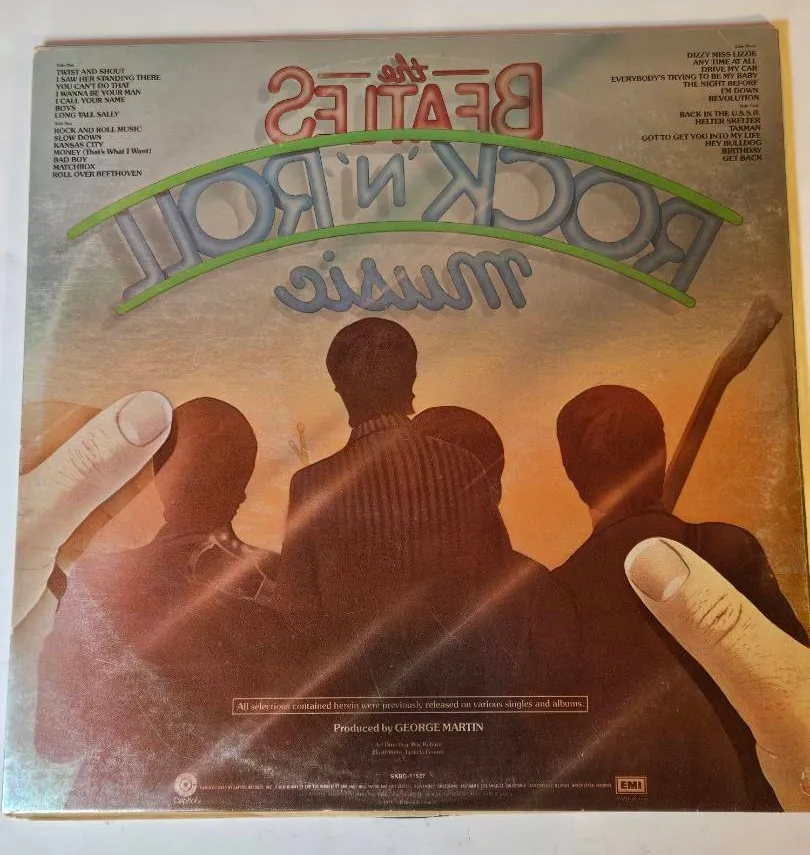 Side One
TWIST AND SHOUT
I SAW HER STANDING THERE
YOU CAN'T DO THAT
I WANNA BE YOUR MAN
I CALL YOUR NAME
BOYS
LONG TALL SALLY
Side Two
ROCK AND ROLL MUSIC
SLOW DOWN
KANSAS CITY
MONEY (That's What I Want)
BAD BOY
MATCHBOX
ROLL OVER BEETHOVEN
Side Three
DIZZY MISS LIZZIE
ANY TIME AT ALL
DRIVE MY CAR
EVERYBODY'S TRYING TO BE MY BABY
THE NIGHT BEFORE
I'M DOWN
REVOLUTION
Side Four
BACK IN THE U.S.S.R.
HELTER SKELTER
TAXMAN
GOT TO GET YOU INTO MY LIFE
HEY BULLDOG
BIRTHDAY
GET BACK
the
BEATLES
ROCK 'N' ROLL
music
All selections contained herein were previously released on various singles and albums.
Produced by GEORGE MARTIN
SKBO-11537
Capitol
EMI